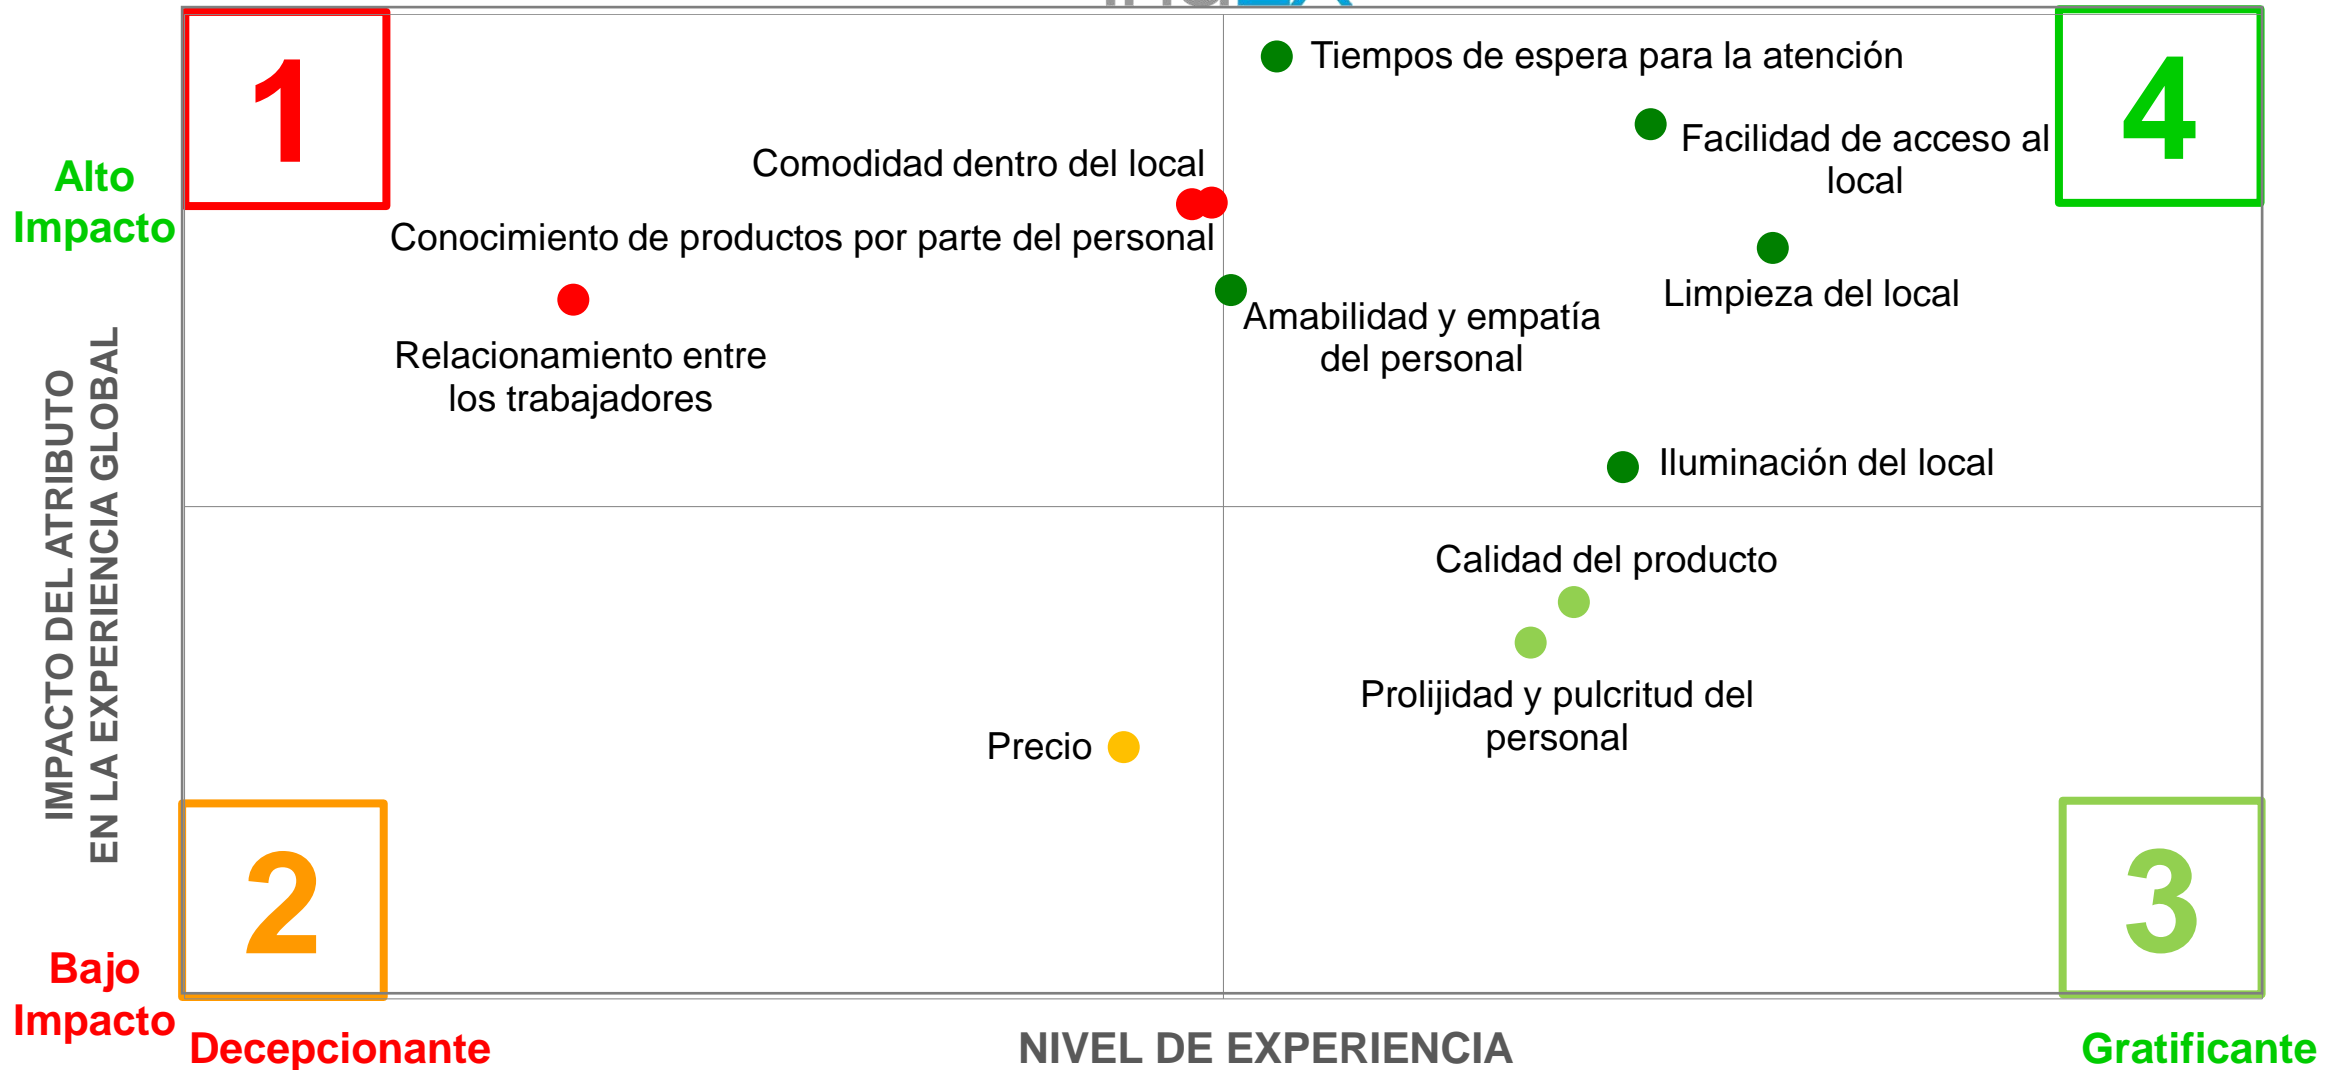 1
Tiempos de espera para la atención
4
Facilidad de acceso al
local
Comodidad dentro del local
Alto
Impacto
Conocimiento de productos por parte del personal
Limpieza del local
Amabilidad y empatía
del personal
Relacionamiento entre
los trabajadores
IMPACTO DEL ATRIBUTO
EN LA EXPERIENCIA GLOBAL
Iluminación del local
Calidad del producto
Prolijidad y pulcritud del
personal
Precio
2
3
Bajo
Impacto
Decepcionante
NIVEL DE EXPERIENCIA
Gratificante